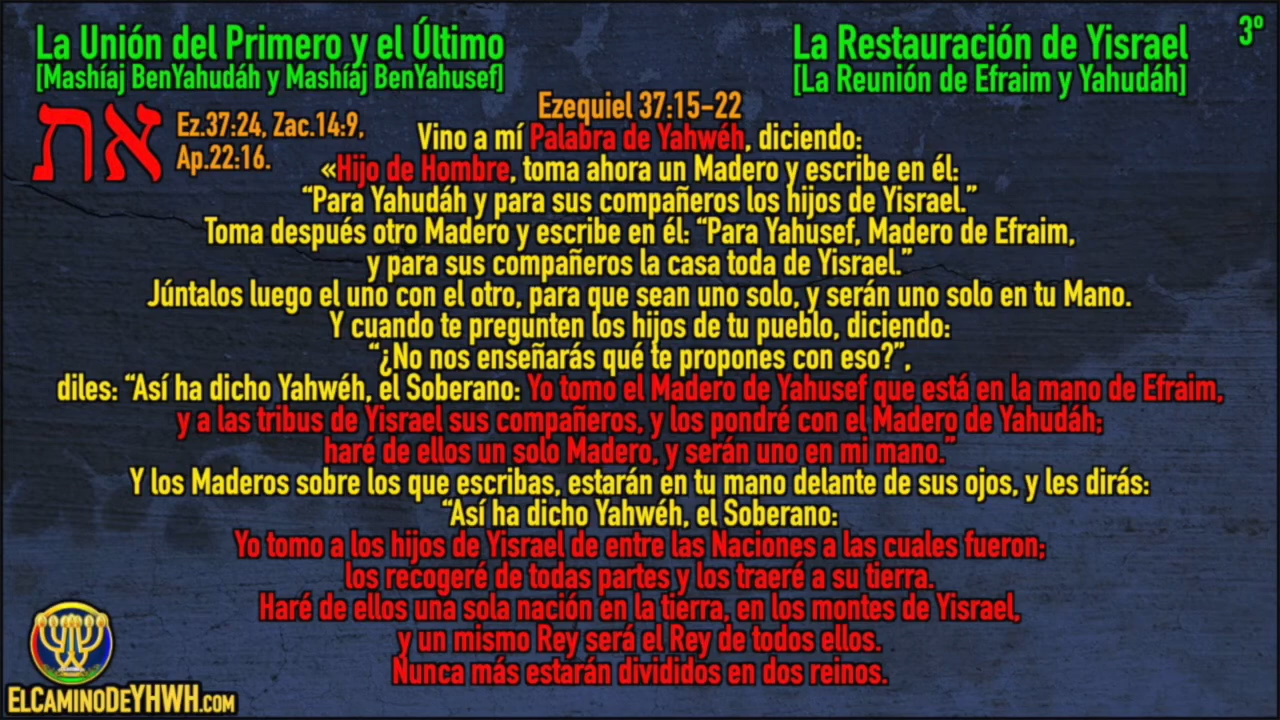 La Unión del Primero y el Último
[Mashíaj BenYahudáh y Mashíáj BenYahusef]
La Restauración de Yisrael
[La Reunión de Efraim y Yahudáh]
3º
את
Ez.37:24, Zac.14:9,
Ap.22:16.
Ezequiel 37:15-22
Vino a mí Palabra de Yahwéh, diciendo:
«Hijo de Hombre, toma ahora un Madero y escribe en él:
“Para Yahudáh y para sus compañeros los hijos de Yisrael.”
Toma después otro Madero y escribe en él: “Para Yahusef, Madero de Efraim,
y para sus compañeros la casa toda de Yisrael.”
Júntalos luego el uno con el otro, para que sean uno solo, y serán uno solo en tu Mano.
Y cuando te pregunten los hijos de tu pueblo, diciendo:
“¿No nos enseñarás qué te propones con eso?”,
diles: “Así ha dicho Yahwéh, el Soberano: Yo tomo el Madero de Yahusef que está en la mano de Efraim,
y a las tribus de Yisrael sus compañeros, y los pondré con el Madero de Yahudáh;
haré de ellos un solo Madero, y serán uno en mi mano.”
Y los Maderos sobre los que escribas, estarán en tu mano delante de sus ojos, y les dirás:
“Así ha dicho Yahwéh, el Soberano:
Yo tomo a los hijos de Yisrael de entre las Naciones a las cuales fueron;
los recogeré de todas partes y los traeré a su tierra.
Haré de ellos una sola nación en la tierra, en los montes de Yisrael,
y un mismo Rey será el Rey de todos ellos.
Nunca más estarán divididos en dos reinos.
ELCAMINODEYHWH.COM